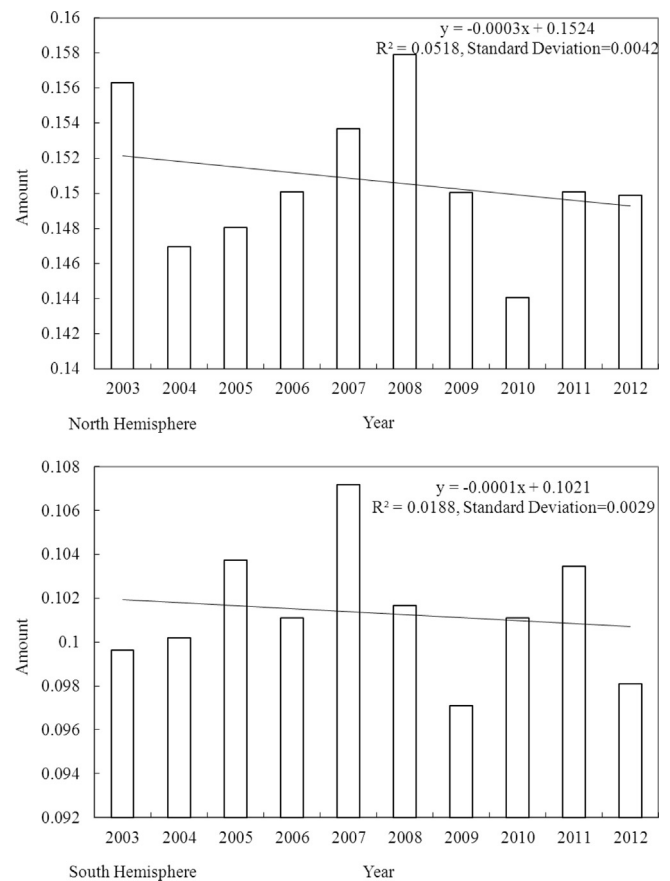 0.16
y = -0.0003x + 0.1524
0.158
R² = 0.0518, Standard Deviation=0.0042
0.156
0.154
0.152
Amount
0.15
0.148
0.146
0.144
0.142
0.14
2003 2004 2005 2006 2007 2008 2009 2010 2011 2012
North Hemisphere Year
0.108
y = -0.0001x + 0.1021
0.106
R² = 0.0188, Standard Deviation=0.0029
0.104
0.102
Amount
0.1
0.098
0.096
0.094
0.092
2003 2004 2005 2006 2007 2008 2009 2010 2011 2012
South Hemisphere Year